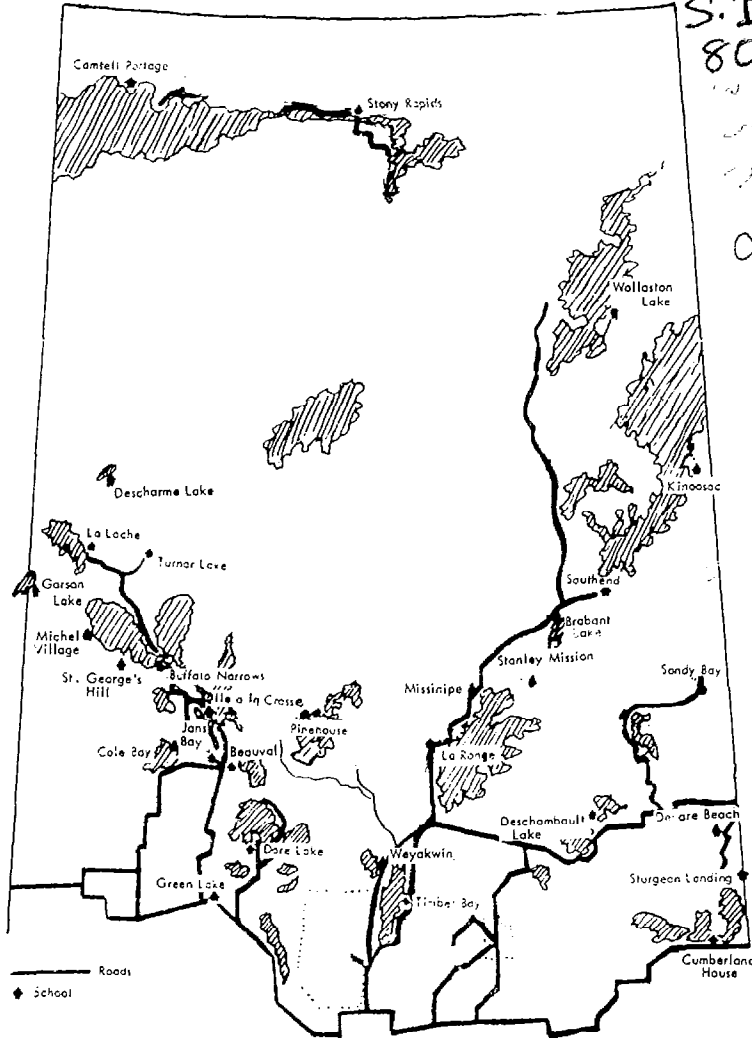 80
Camsell Portage
Stony Rapids
Wollaston
Lake
Kinoosao
Descharme Lake
La Loche
Turnor Lake
Garson
Lake
Southend
Brabant
Lake
Michel
Village
Stanley Mission
St. George's
Hill
Buffalo Narrows
Sandy Bay
Missinipe
Ile a la Crosse
Pinehouse
Jans
Bay
Cole Bay
Beauval
La Ronge
Deschambault
Lake
Denare Beach
Dore Lake
Weyakwin
Sturgeon Landing
Green Lake
Timber Bay
Cumberland
House
Roads
School